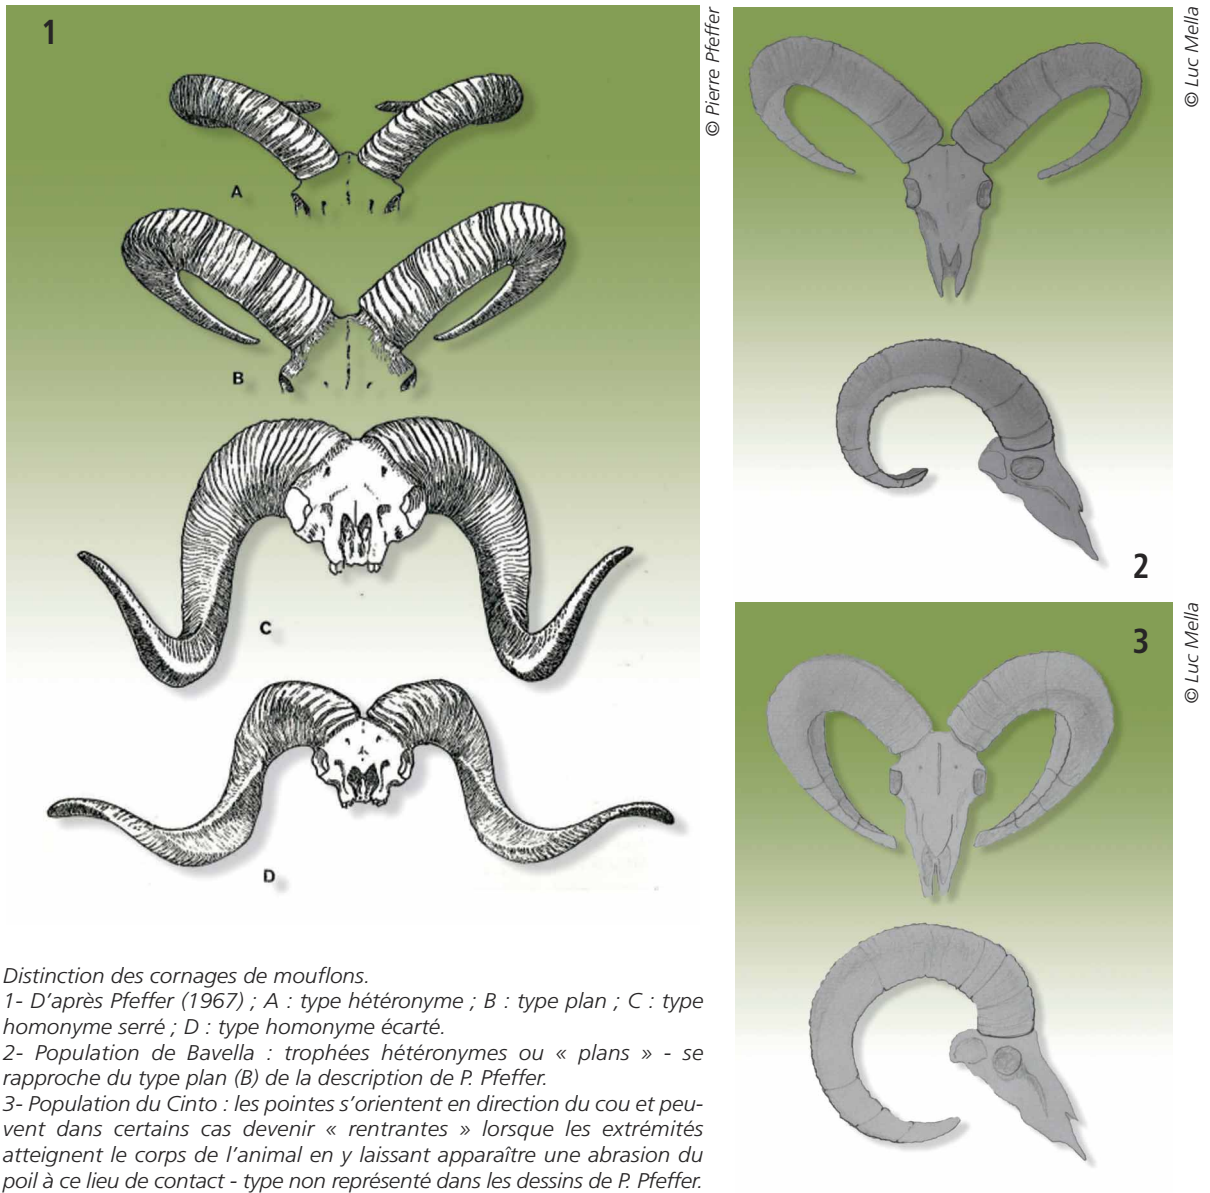 1
A
B
C
D
© Pierre Pfeffer
© Luc Mella
2
3
© Luc Mella
Distinction des cornages de mouflons.
1- D’après Pfeffer (1967) ; A : type hétéronyme ; B : type plan ; C : type
homonyme serré ; D : type homonyme écarté.
2- Population de Bavella : trophées hétéronymes ou « plans » - se
rapproche du type plan (B) de la description de P. Pfeffer.
3- Population du Cinto : les pointes s’orientent en direction du cou et peu-
vent dans certains cas devenir « rentrantes » lorsque les extrémités
atteignent le corps de l’animal en y laissant apparaître une abrasion du
poil à ce lieu de contact - type non représenté dans les dessins de P. Pfeffer.